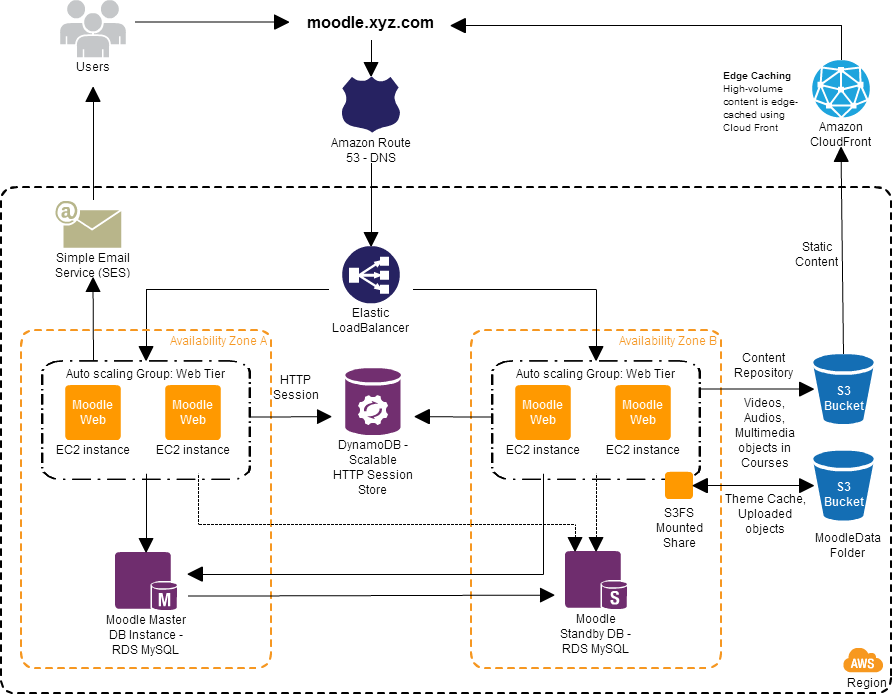 moodle.xyz.com
Users
Amazon Route
53 - DNS
Edge Caching
High-volume
content is edge-
cached using
Cloud Front
Amazon
CloudFront
@
Simple Email
Service (SES)
Elastic
LoadBalancer
Static
Content
Availability Zone A
Auto scaling Group: Web Tier
Moodle
Web
Moodle
Web
EC2 instance
EC2 instance
HTTP
Session
DynamoDB -
Scalable
HTTP Session
Store
Availability Zone B
Auto scaling Group: Web Tier
Moodle
Web
Moodle
Web
EC2 instance
EC2 instance
Content
Repository
Videos,
Audios,
Multimedia
objects in
Courses
S3
Bucket
S3FS
Mounted
Share
Theme Cache,
Uploaded
objects
S3
Bucket
MoodleData
Folder
M
Moodle Master
DB Instance -
RDS MySQL
S
Moodle
Standby DB -
RDS MySQL
AWS
Region